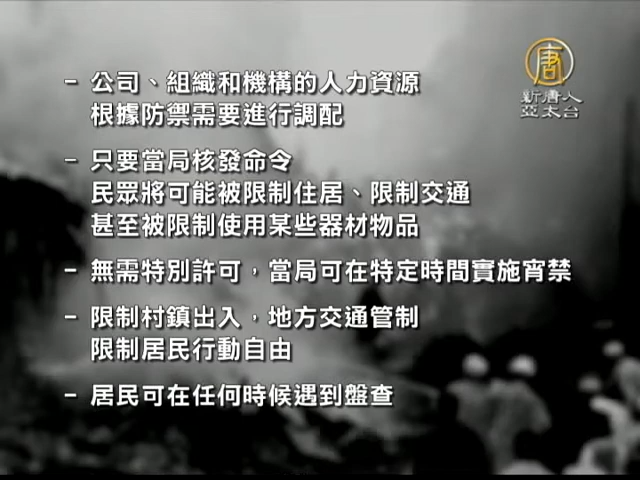 唐
新唐人
亞太台
- 公司、組織和機構的人力資源
根據防禦需要進行調配
- 只要當局核發命令
民眾將可能被限制住居、限制交通
甚至被限制使用某些器材物品
- 無需特別許可，當局可在特定時間實施宵禁
- 限制村鎮出入，地方交通管制
限制居民行動自由
- 居民可在任何時候遇到盤查